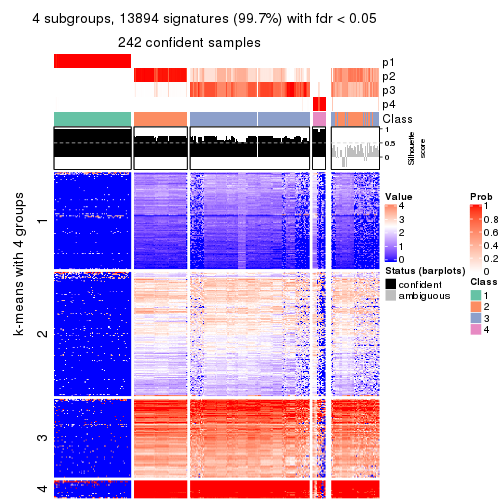 4 subgroups, 13894 signatures (99.7%) with fdr < 0.05
242 confident samples
p1
p2
p3
p4
Class
1
0.5
0
Silhouette
score
k-means with 4 groups
1
2
3
4
Value
4
3
2
1
0
Status (barplots)
confident
ambiguous
Prob
1
0.8
0.6
0.4
0.2
0
Class
1
2
3
4